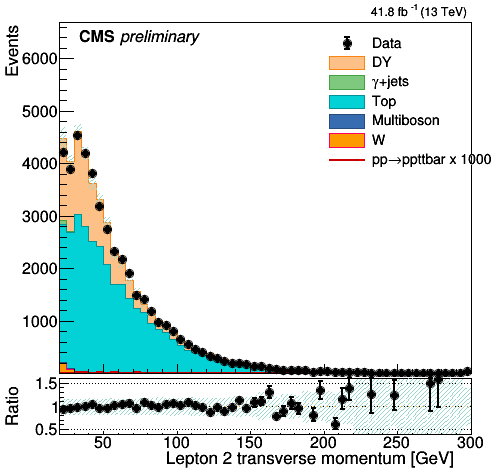 41.8 fb⁻¹ (13 TeV)
CMS preliminary
Events
6000
5000
4000
3000
2000
1000
Data
DY
γ+jets
Top
Multiboson
W
pp→ppttbar x 1000
Ratio
1.5
1
0.5
50 100 150 200 250 300
Lepton 2 transverse momentum [GeV]